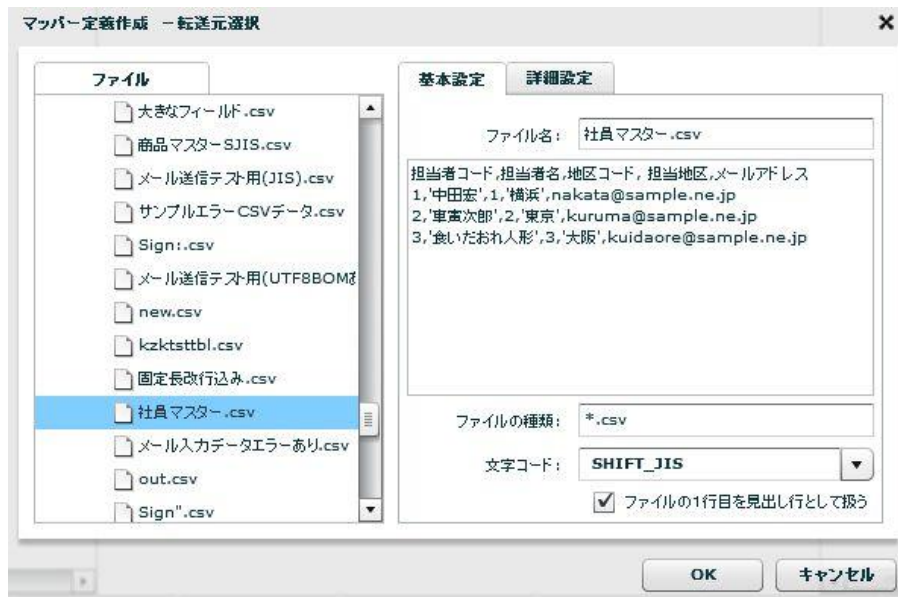 マッパー定義作成 －転送元選択
ファイル
大きなフィールド.csv
商品マスターSJIS.csv
メール送信テスト用(JIS).csv
サンプルエラーCSVデータ.csv
Sign:.csv
メール送信テスト用(UTF8BOMあ
new.csv
kzktsttbl.csv
固定長改行込み.csv
社員マスター.csv
メール入力データエラーあり.csv
out.csv
Sign".csv
基本設定 詳細設定
ファイル名: 社員マスター.csv
担当者コード,担当者名,地区コード, 担当地区,メールアドレス
1,'中田宏',1,'横浜',nakata@sample.ne.jp
2,'車寅次郎',2,'東京',kuruma@sample.ne.jp
3,'食いだおれ人形',3,'大阪',kuidaore@sample.ne.jp
ファイルの種類: *.csv
文字コード: SHIFT_JIS
ファイルの1行目を見出し行として扱う
OK キャンセル